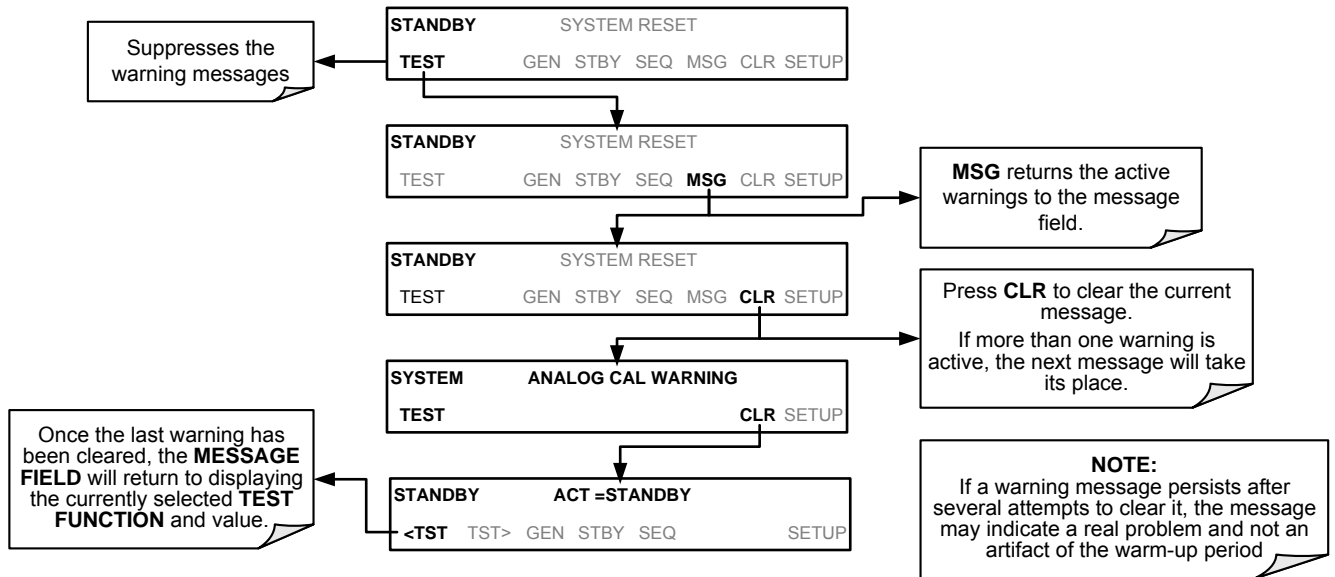 Suppresses the
warning messages
STANDBY SYSTEM RESET
TEST GEN STBY SEQ MSG CLR SETUP
STANDBY SYSTEM RESET
TEST GEN STBY SEQ MSG CLR SETUP
MSG returns the active
warnings to the message
field.
STANDBY SYSTEM RESET
TEST GEN STBY SEQ MSG CLR SETUP
Press CLR to clear the current
message.
If more than one warning is
active, the next message will take
its place.
SYSTEM ANALOG CAL WARNING
TEST CLR SETUP
Once the last warning has
been cleared, the MESSAGE
FIELD will return to displaying
the currently selected TEST
FUNCTION and value.
STANDBY ACT =STANDBY
<TST TST> GEN STBY SEQ SETUP
NOTE:
If a warning message persists after
several attempts to clear it, the message
may indicate a real problem and not an
artifact of the warm-up period